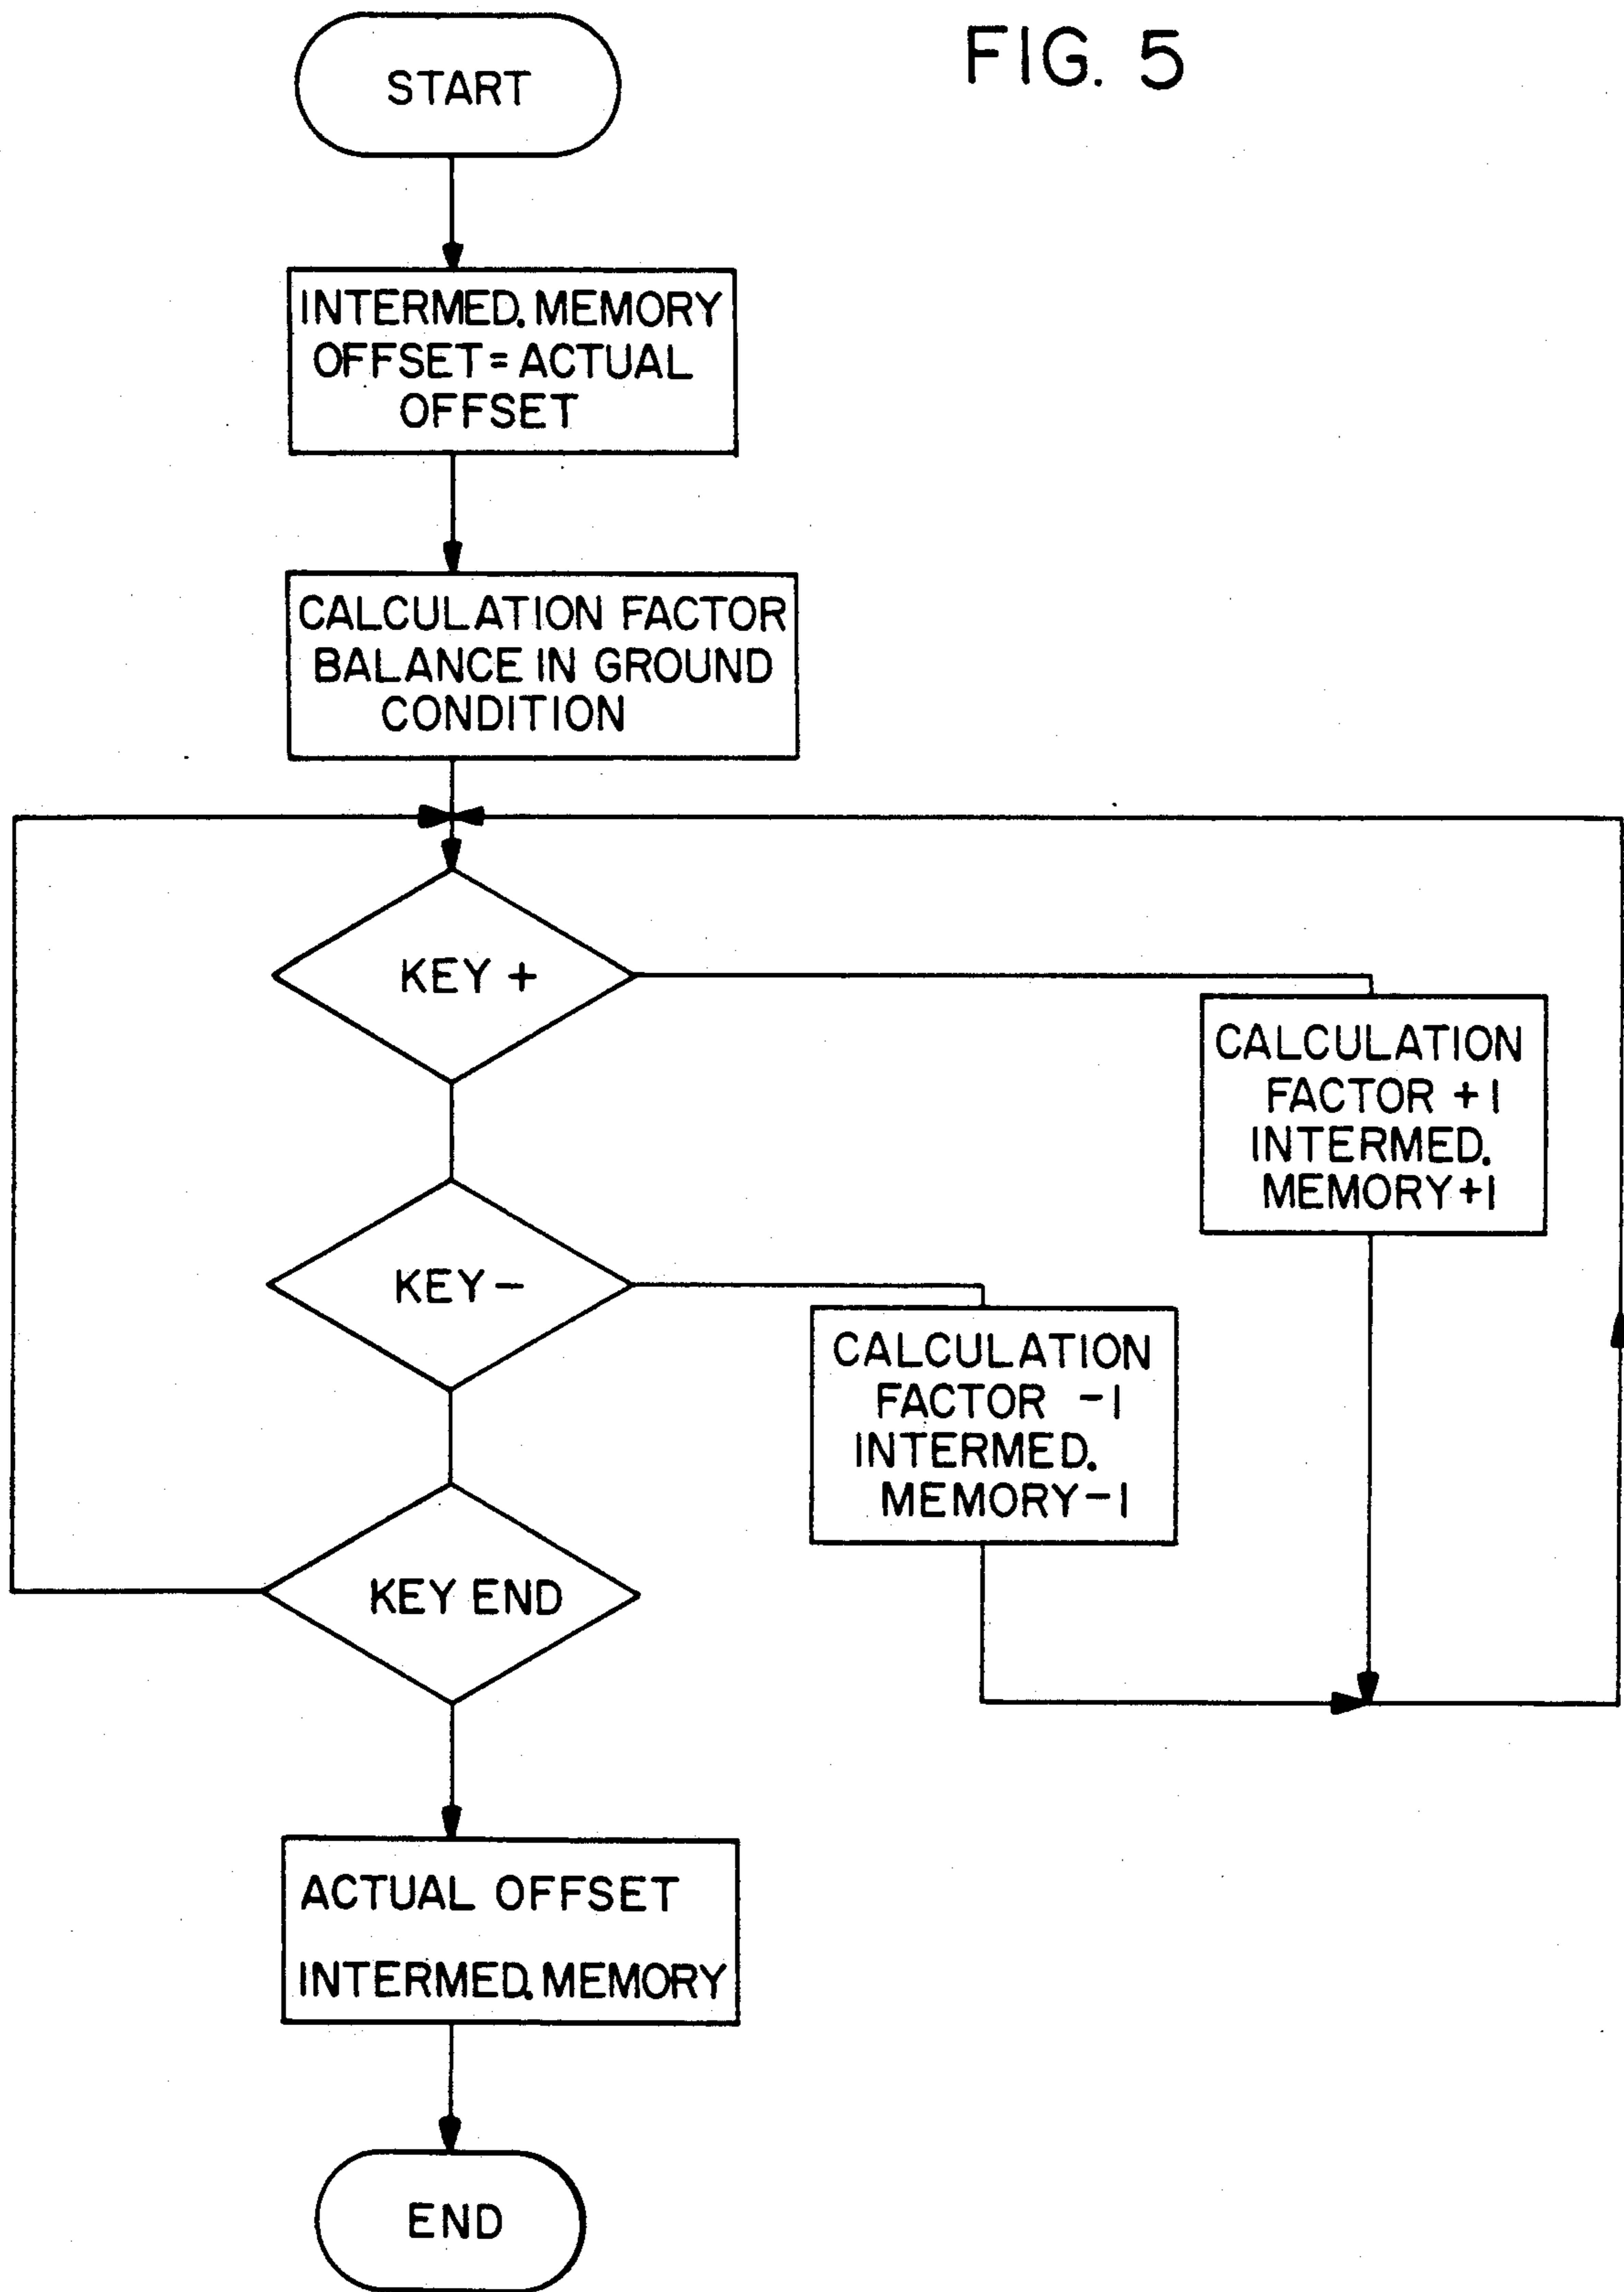 FIG. 5
START
INTERMED. MEMORY
OFFSET = ACTUAL
OFFSET
CALCULATION FACTOR
BALANCE IN GROUND
CONDITION
KEY +
CALCULATION
FACTOR +1
INTERMED.
MEMORY+1
KEY -
CALCULATION
FACTOR -1
INTERMED.
MEMORY-1
KEY END
ACTUAL OFFSET
INTERMED. MEMORY
END